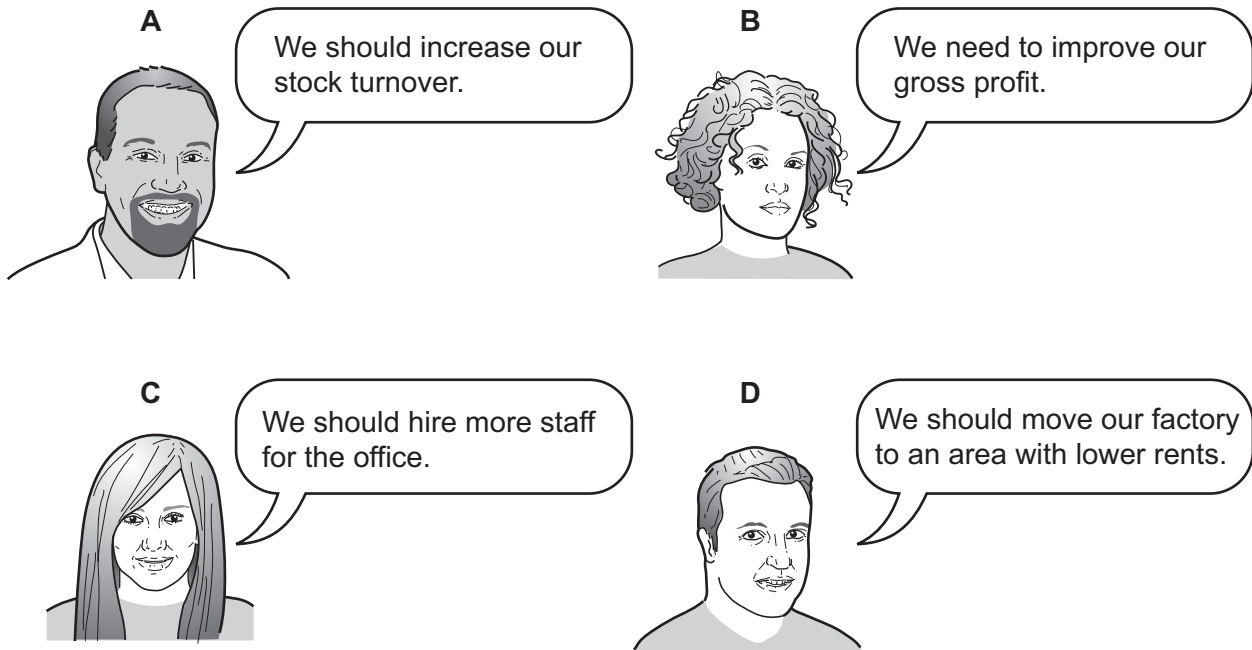 A
We should increase our
stock turnover.
B
We need to improve our
gross profit.
C
We should hire more staff
for the office.
D
We should move our factory
to an area with lower rents.